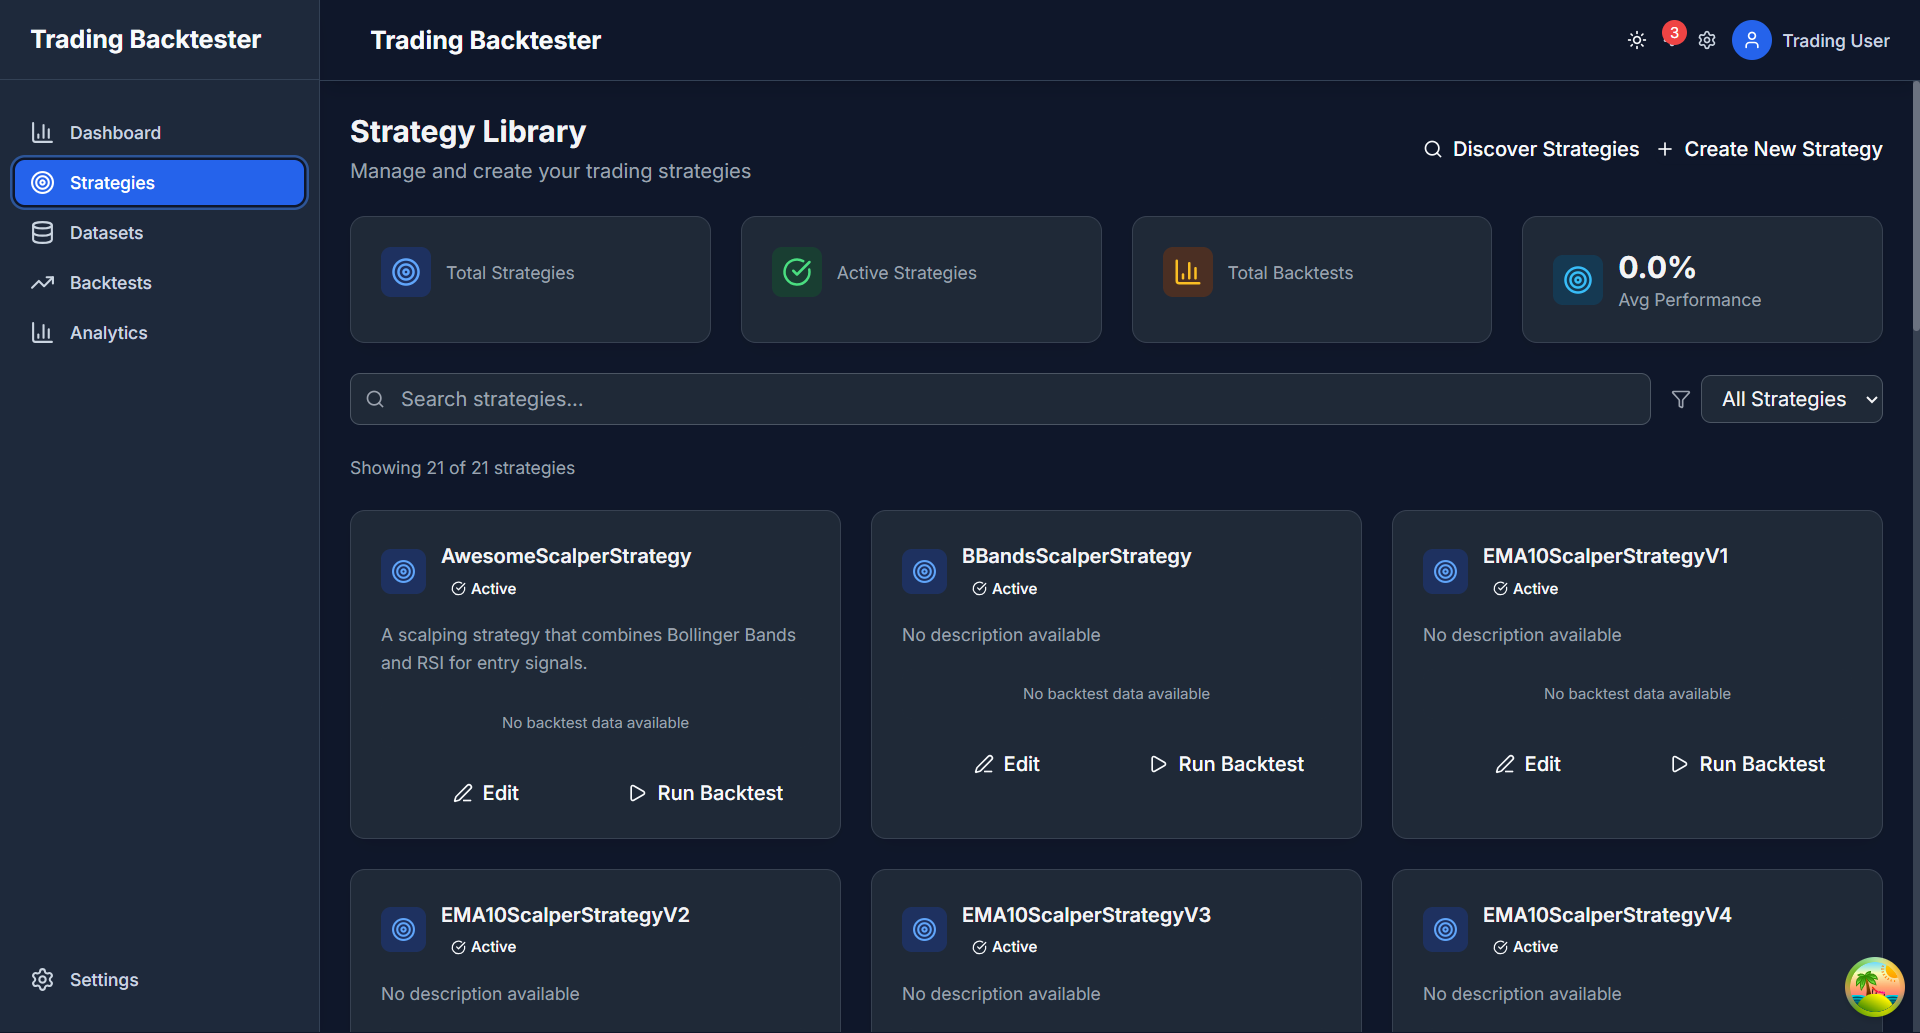 Trading Backtester
Trading Backtester
3
Trading User
Dashboard
Strategies
Datasets
Backtests
Analytics
Settings
Strategy Library
Manage and create your trading strategies
Discover Strategies
Create New Strategy
Total Strategies
Active Strategies
Total Backtests
0.0%
Avg Performance
Search strategies...
All Strategies
Showing 21 of 21 strategies
AwesomeScalperStrategy
Active
A scalping strategy that combines Bollinger Bands
and RSI for entry signals.
No backtest data available
Edit
Run Backtest
BBandsScalperStrategy
Active
No description available
No backtest data available
Edit
Run Backtest
EMA10ScalperStrategyV1
Active
No description available
No backtest data available
Edit
Run Backtest
EMA10ScalperStrategyV2
Active
No description available
EMA10ScalperStrategyV3
Active
No description available
EMA10ScalperStrategyV4
Active
No description available